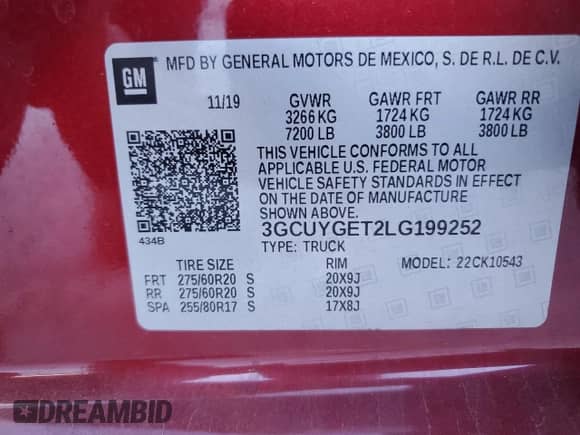 GM
MFD BY GENERAL MOTORS DE MEXICO, S. DE R.L. DE C.V.
11/19 GVWR GAWR FRT GAWR RR
3266 KG 1724 KG 1724 KG
7200 LB 3800 LB 3800 LB
THIS VEHICLE CONFORMS TO ALL
APPLICABLE U.S. FEDERAL MOTOR
VEHICLE SAFETY STANDARDS IN EFFECT
ON THE DATE OF MANUFACTURE
SHOWN ABOVE.
434B 3GCUYGET2LG199252
TYPE: TRUCK
TIRE SIZE RIM MODEL: 22CK10543
FRT 275/60R20 S 20X9J
RR 275/60R20 S 20X9J
SPA 255/80R17 S 17X8J
DREAMBID